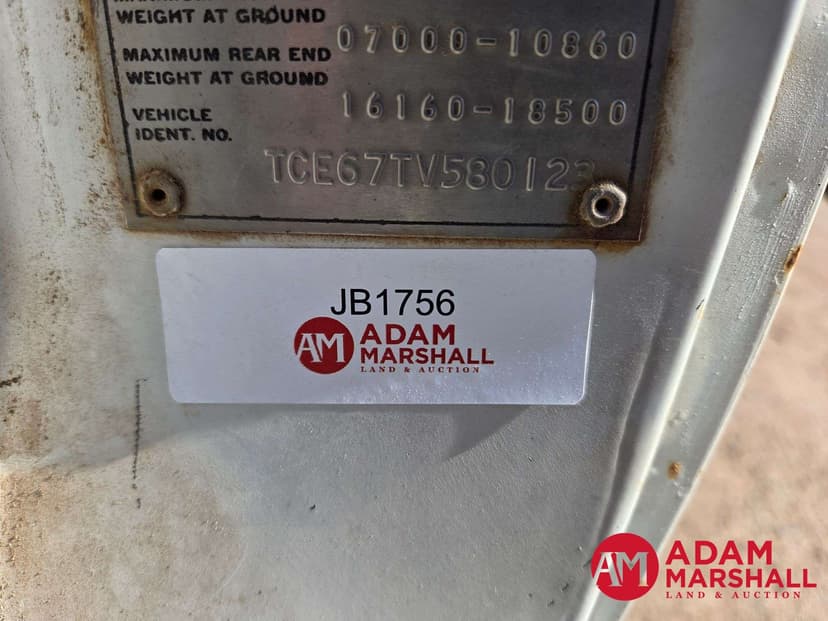 WEIGHT AT GROUND
07000-10860
MAXIMUM REAR END
WEIGHT AT GROUND
16160-18500
VEHICLE
IDENT. NO.
TCE67TV580123
JB1756
AM ADAM
MARSHALL
LAND & AUCTION
AM ADAM
MARSHALL
LAND & AUCTION